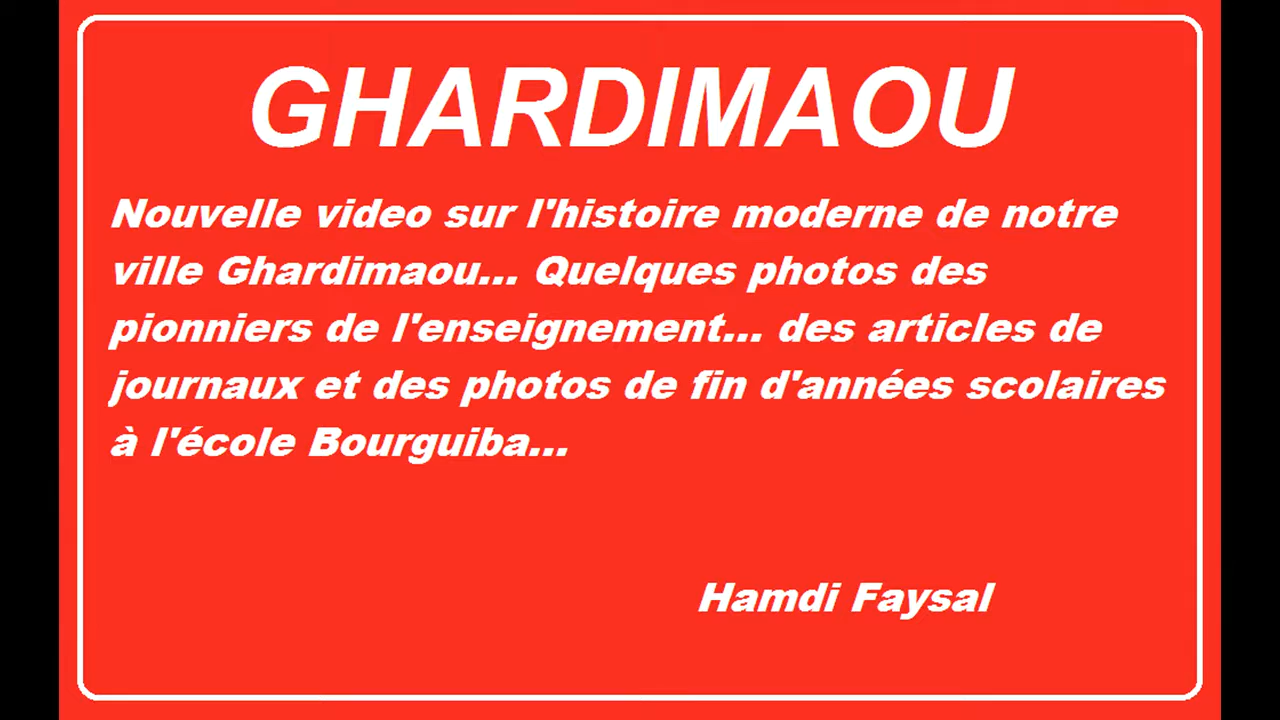 GHARDIMAOU
Nouvelle video sur l'histoire moderne de notre
ville Ghardimaou... Quelques photos des
pionniers de l'enseignement... des articles de
journaux et des photos de fin d'années scolaires
à l'école Bourguiba...
Hamdi Faysal